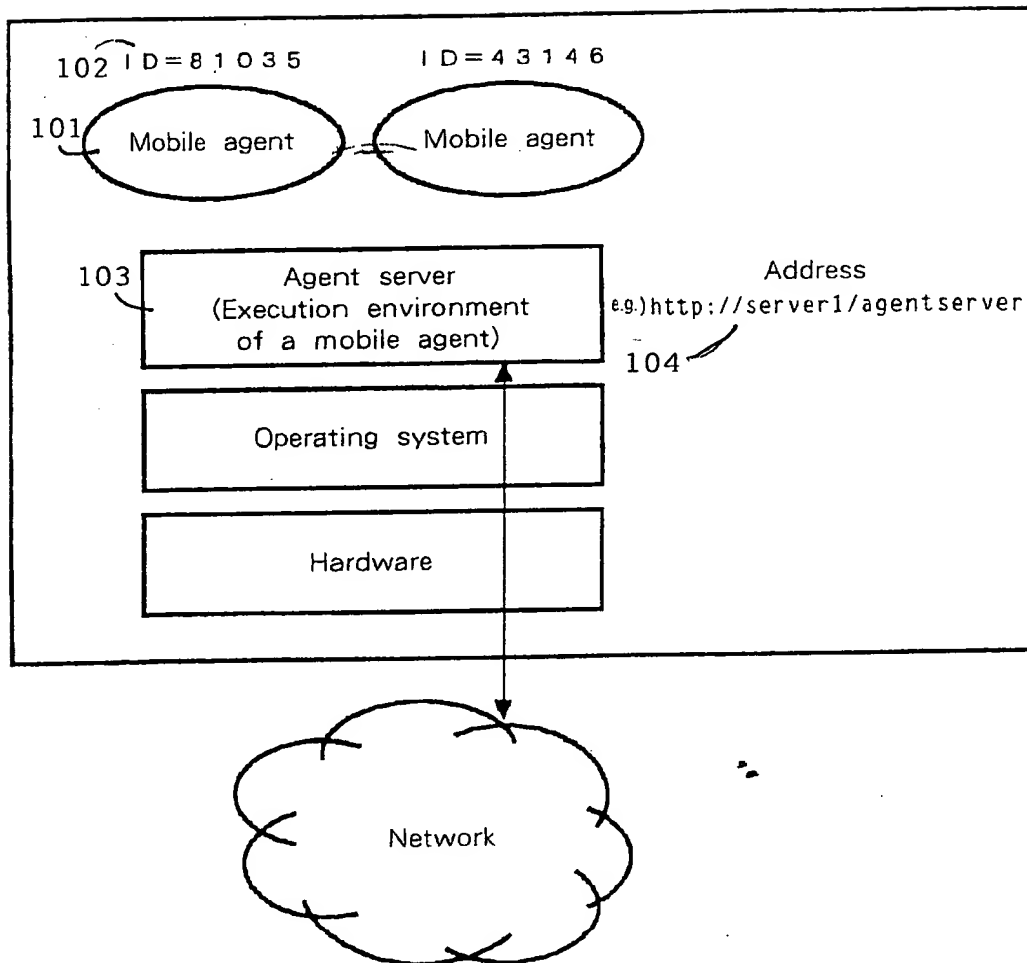 102 ID=81035 ID=43146
101 Mobile agent Mobile agent
103 Agent server
(Execution environment
of a mobile agent)
Address
e.g.)http://server1/agentserver
104
Operating system
Hardware
Network